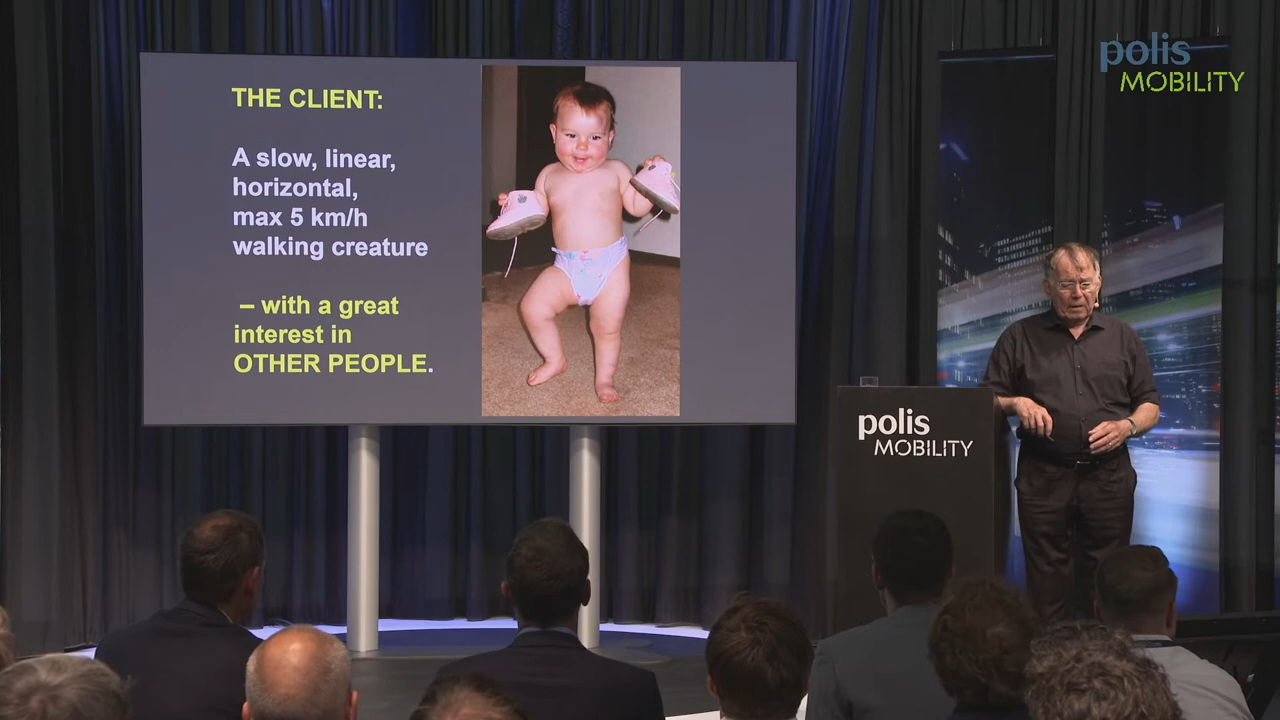 THE CLIENT:
A slow, linear,
horizontal,
max 5 km/h
walking creature
– with a great
interest in
OTHER PEOPLE.
polis
MOBILITY
polis
MOBILITY